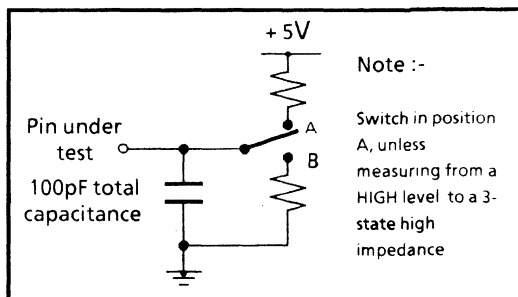 + 5V
Note :-
A
Pin under
test
B
100pF total
capacitance
Switch in position
A, unless
measuring from a
HIGH level to a 3-
state high
impedance